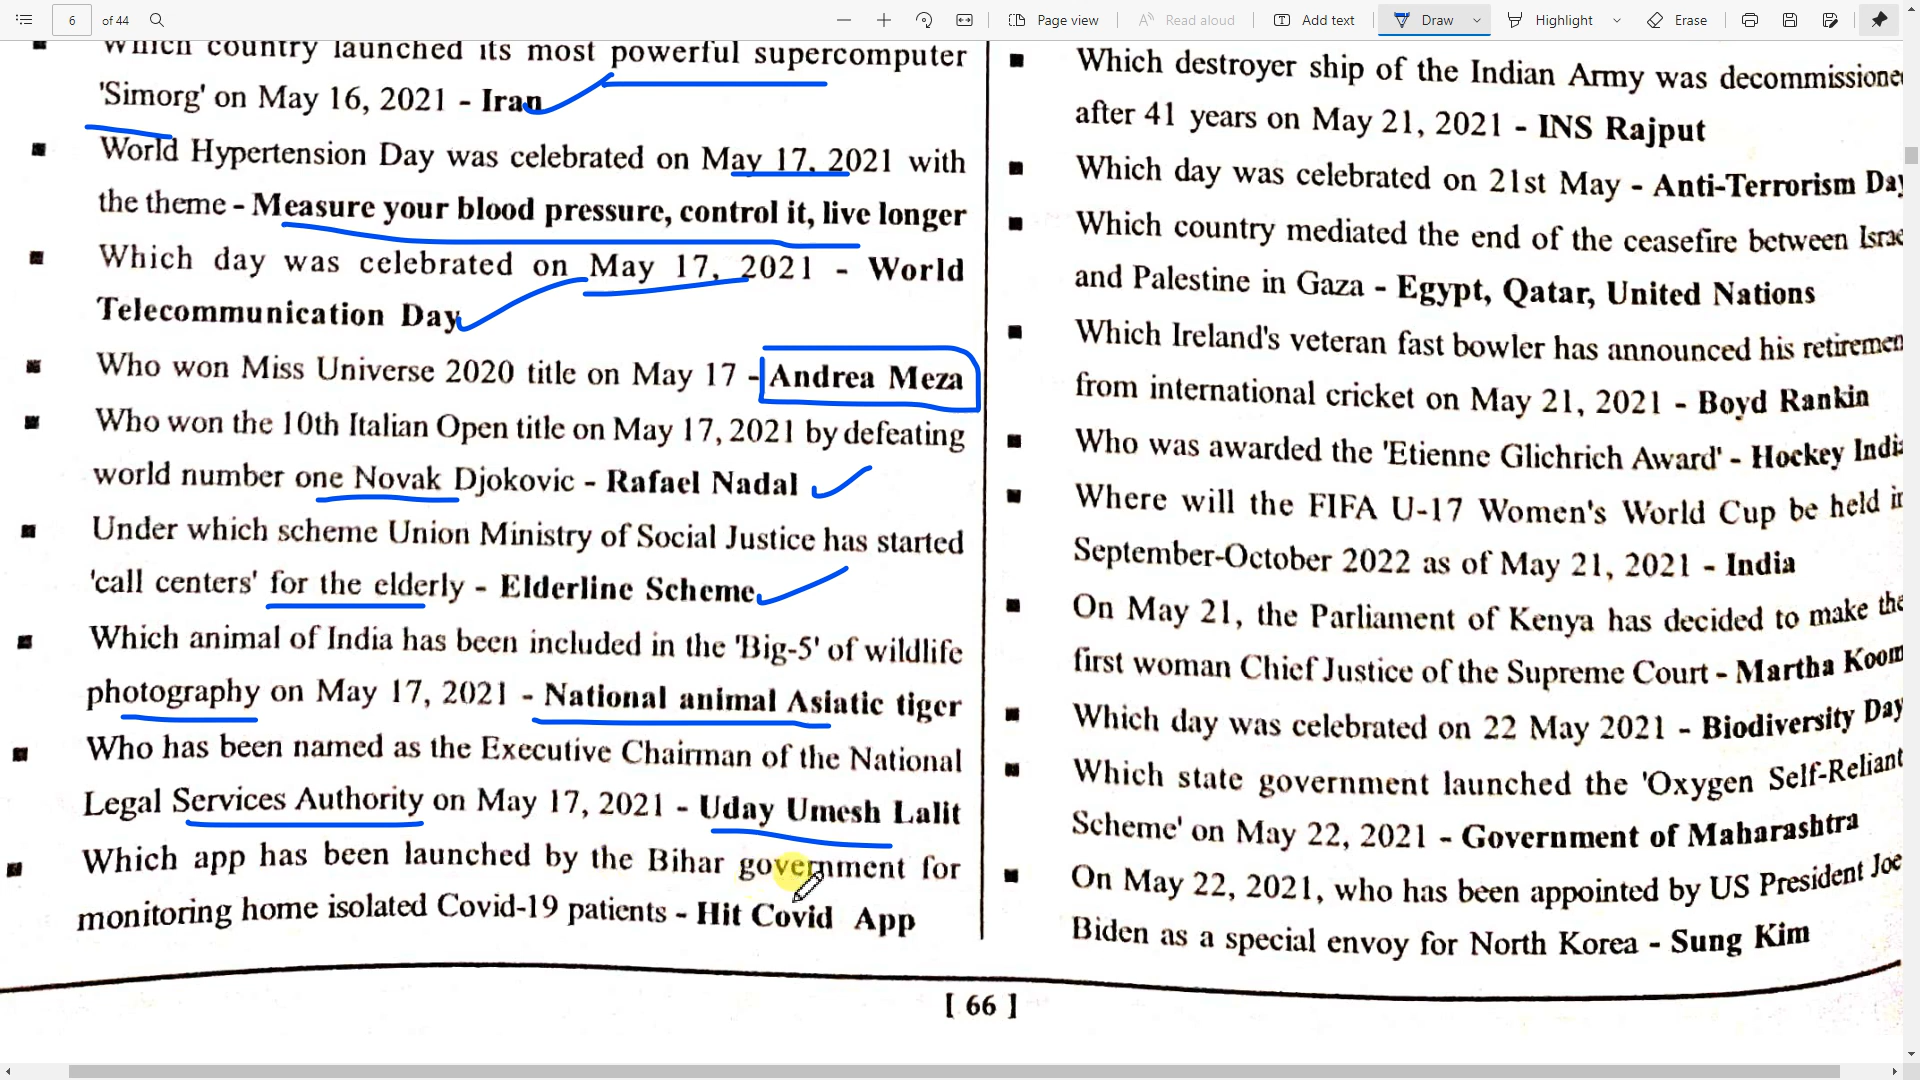 6 of 44
Page view
Read aloud
Add text
Draw
Highlight
Erase
Which country launched its most powerful supercomputer
'Simorg' on May 16, 2021 - Iran
World Hypertension Day was celebrated on May 17, 2021 with
the theme - Measure your blood pressure, control it, live longer
Which day was celebrated on May 17, 2021 - World
Telecommunication Day
Who won Miss Universe 2020 title on May 17 - Andrea Meza
Who won the 10th Italian Open title on May 17, 2021 by defeating
world number one Novak Djokovic - Rafael Nadal
Under which scheme Union Ministry of Social Justice has started
'call centers' for the elderly - Elderline Scheme
Which animal of India has been included in the 'Big-5' of wildlife
photography on May 17, 2021 - National animal Asiatic tiger
Who has been named as the Executive Chairman of the National
Legal Services Authority on May 17, 2021 - Uday Umesh Lalit
Which app has been launched by the Bihar government for
monitoring home isolated Covid-19 patients - Hit Covid App
Which destroyer ship of the Indian Army was decommissione
after 41 years on May 21, 2021 - INS Rajput
Which day was celebrated on 21st May - Anti-Terrorism Day
Which country mediated the end of the ceasefire between Israe
and Palestine in Gaza - Egypt, Qatar, United Nations
Which Ireland's veteran fast bowler has announced his retiremen
from international cricket on May 21, 2021 - Boyd Rankin
Who was awarded the 'Etienne Glichrich Award' - Hockey India
Where will the FIFA U-17 Women's World Cup be held in
September-October 2022 as of May 21, 2021 - India
On May 21, the Parliament of Kenya has decided to make the
first woman Chief Justice of the Supreme Court - Martha Koom
Which day was celebrated on 22 May 2021 - Biodiversity Day
Which state government launched the 'Oxygen Self-Reliant
Scheme' on May 22, 2021 - Government of Maharashtra
On May 22, 2021, who has been appointed by US President Joe
Biden as a special envoy for North Korea - Sung Kim
[ 66 ]